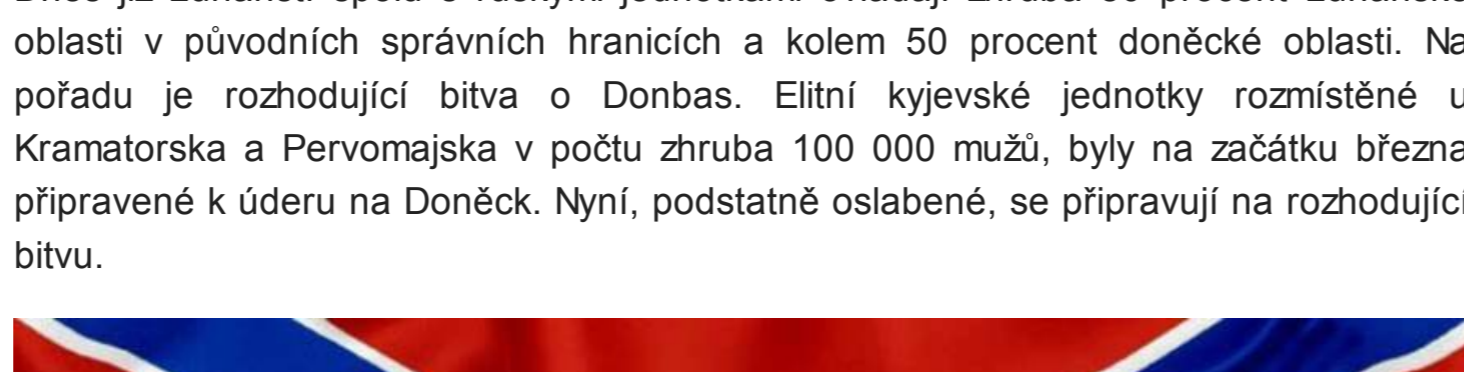 oblasti v původních správních hranicích a kolem 50 procent doněcké oblasti. Na
pořadu je rozhodující bitva o Donbas. Elitní kyjevské jednotky rozmístěné u
Kramatorska a Pervomajska v počtu zhruba 100 000 mužů, byly na začátku března
připravené k úderu na Doněck. Nyní, podstatně oslabené, se připravují na rozhodující
bitvu.